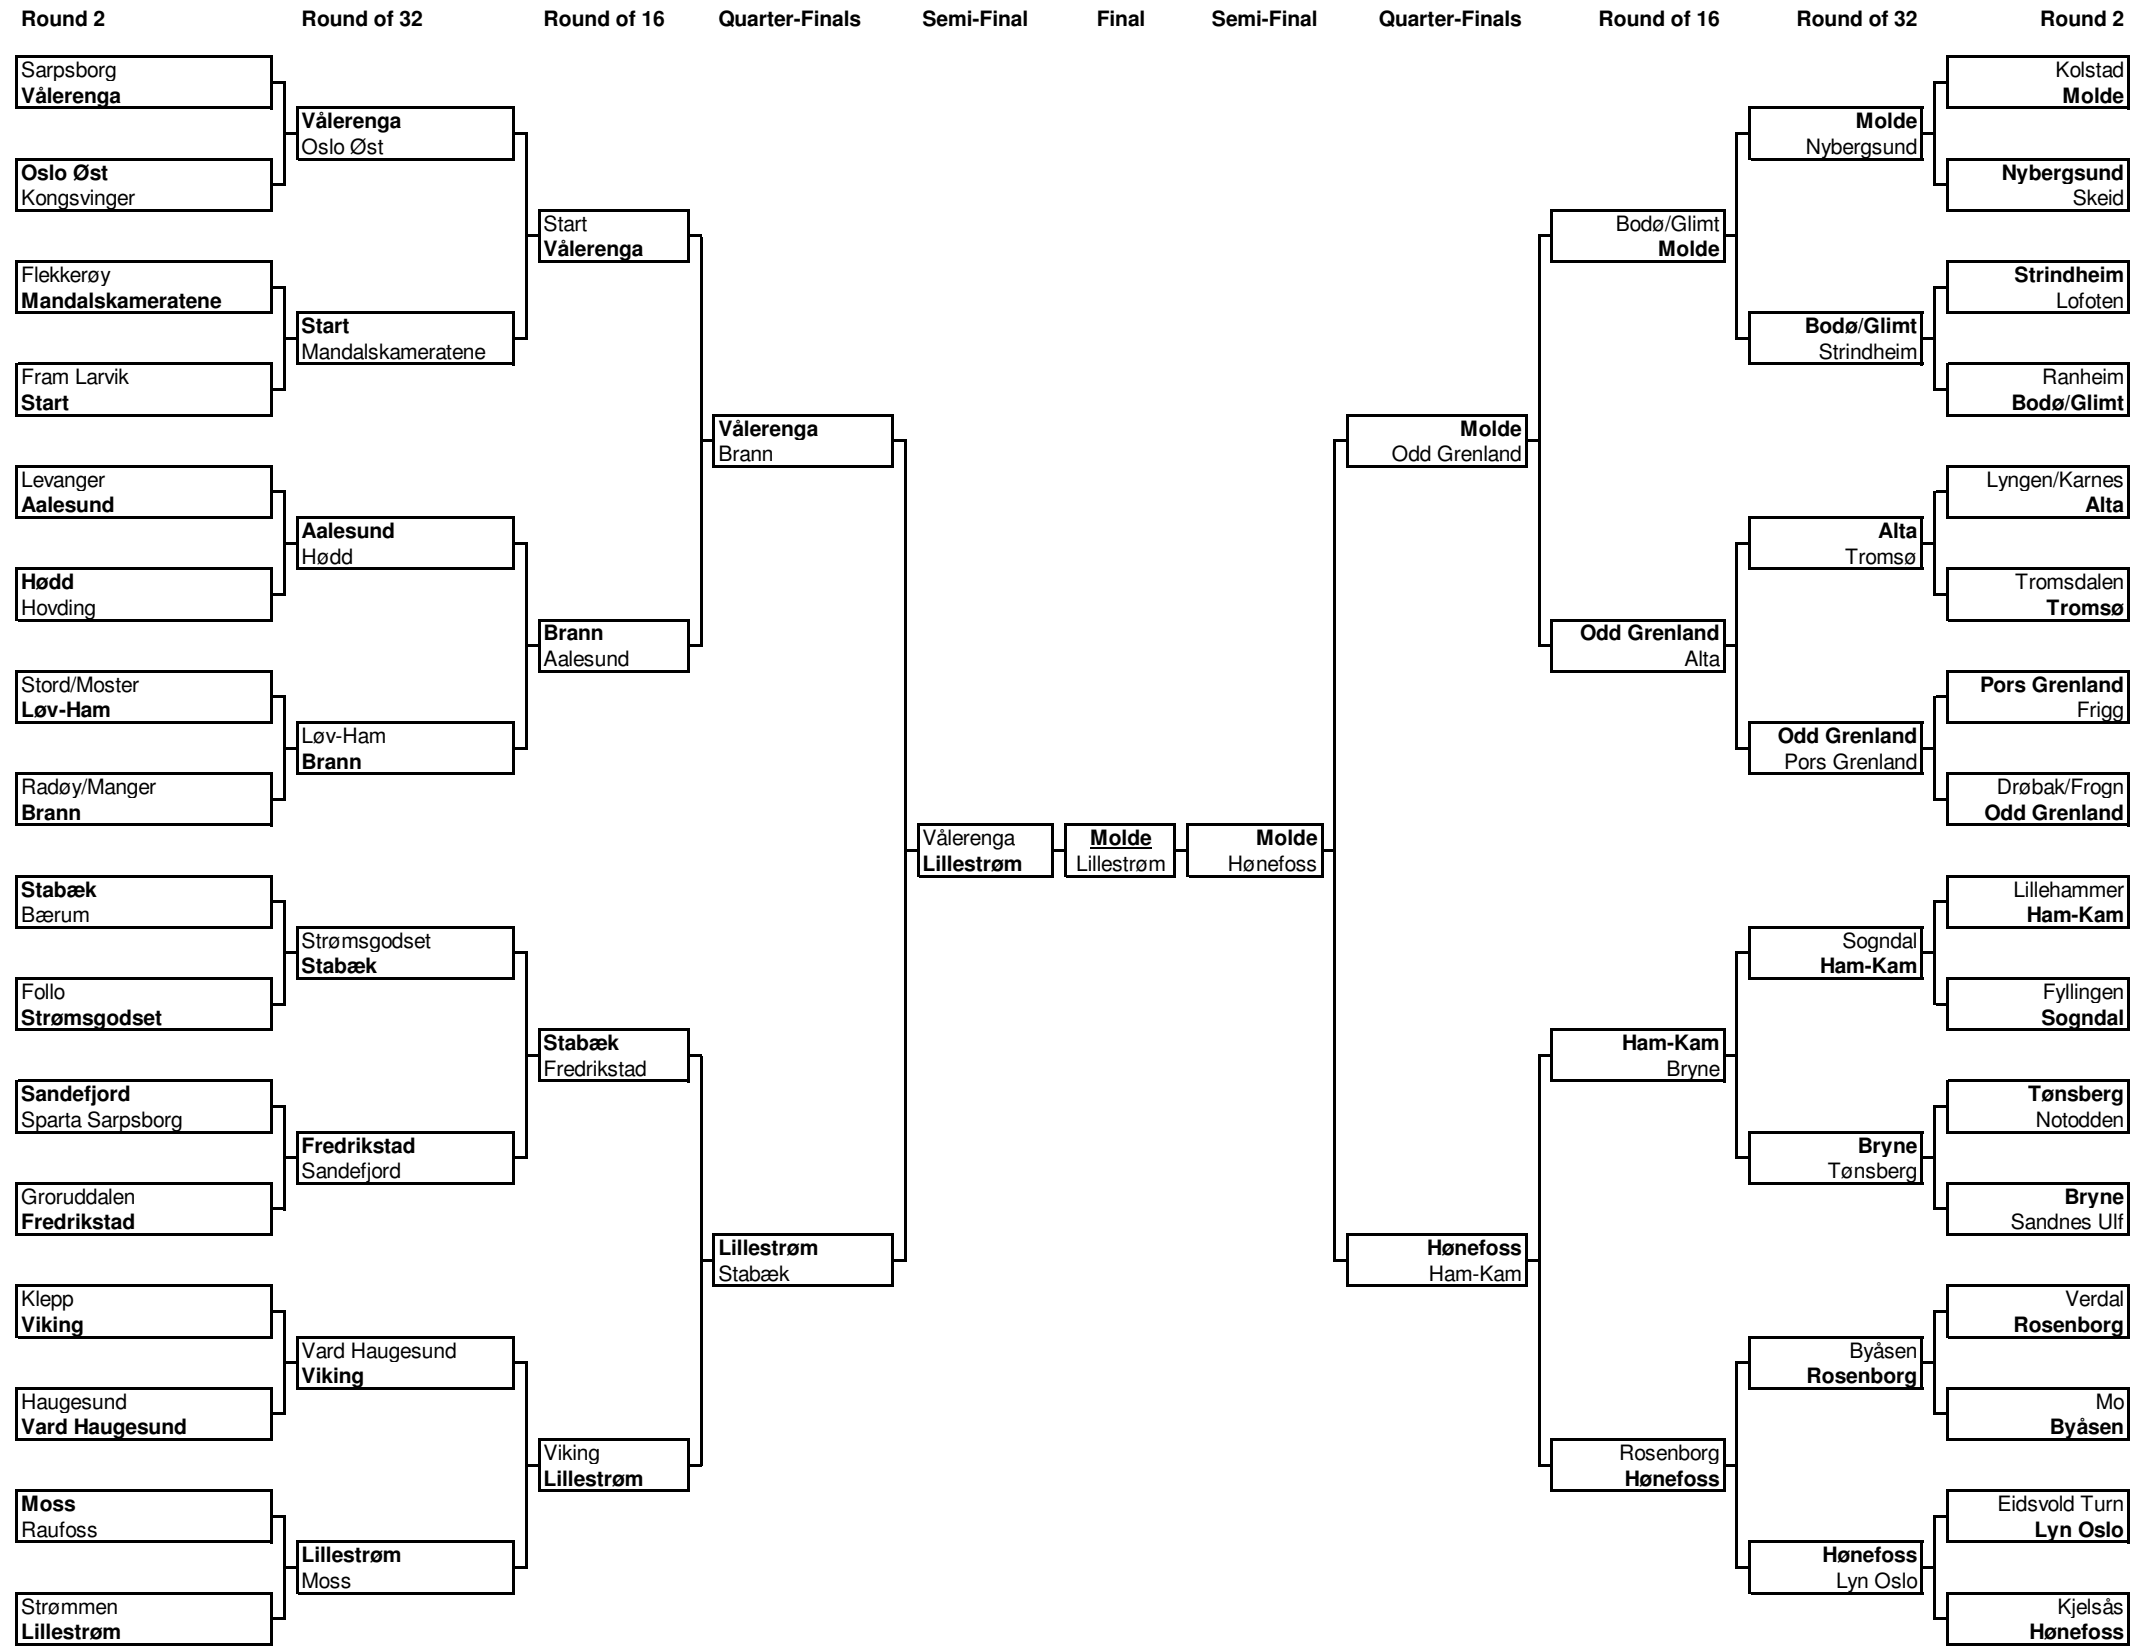 Round 2
Round of 32
Round of 16
Quarter-Finals
Semi-Final
Final
Semi-Final
Quarter-Finals
Round of 16
Round of 32
Round 2
Sarpsborg
Vålerenga
Oslo Øst
Kongsvinger
Flekkerøy
Mandalskameratene
Fram Larvik
Start
Levanger
Aalesund
Hødd
Hovding
Stord/Moster
Løv-Ham
Radøy/Manger
Brann
Stabæk
Bærum
Follo
Strømsgodset
Sandefjord
Sparta Sarpsborg
Groruddalen
Fredrikstad
Klepp
Viking
Haugesund
Vard Haugesund
Moss
Raufoss
Strømmen
Lillestrøm
Vålerenga
Oslo Øst
Start
Mandalskameratene
Aalesund
Hødd
Løv-Ham
Brann
Strømsgodset
Stabæk
Fredrikstad
Sandefjord
Vard Haugesund
Viking
Lillestrøm
Moss
Start
Vålerenga
Brann
Aalesund
Stabæk
Fredrikstad
Viking
Lillestrøm
Vålerenga
Brann
Lillestrøm
Stabæk
Vålerenga
Lillestrøm
Molde
Lillestrøm
Molde
Hønefoss
Molde
Odd Grenland
Hønefoss
Ham-Kam
Bodø/Glimt
Molde
Odd Grenland
Alta
Ham-Kam
Bryne
Rosenborg
Hønefoss
Molde
Nybergsund
Bodø/Glimt
Strindheim
Alta
Tromsø
Odd Grenland
Pors Grenland
Sogndal
Ham-Kam
Bryne
Tønsberg
Byåsen
Rosenborg
Hønefoss
Lyn Oslo
Kolstad
Molde
Nybergsund
Skeid
Strindheim
Lofoten
Ranheim
Bodø/Glimt
Lyngen/Karnes
Alta
Tromsdalen
Tromsø
Pors Grenland
Frigg
Drøbak/Frogn
Odd Grenland
Lillehammer
Ham-Kam
Fyllingen
Sogndal
Tønsberg
Notodden
Bryne
Sandnes Ulf
Verdal
Rosenborg
Mo
Byåsen
Eidsvold Turn
Lyn Oslo
Kjelsås
Hønefoss